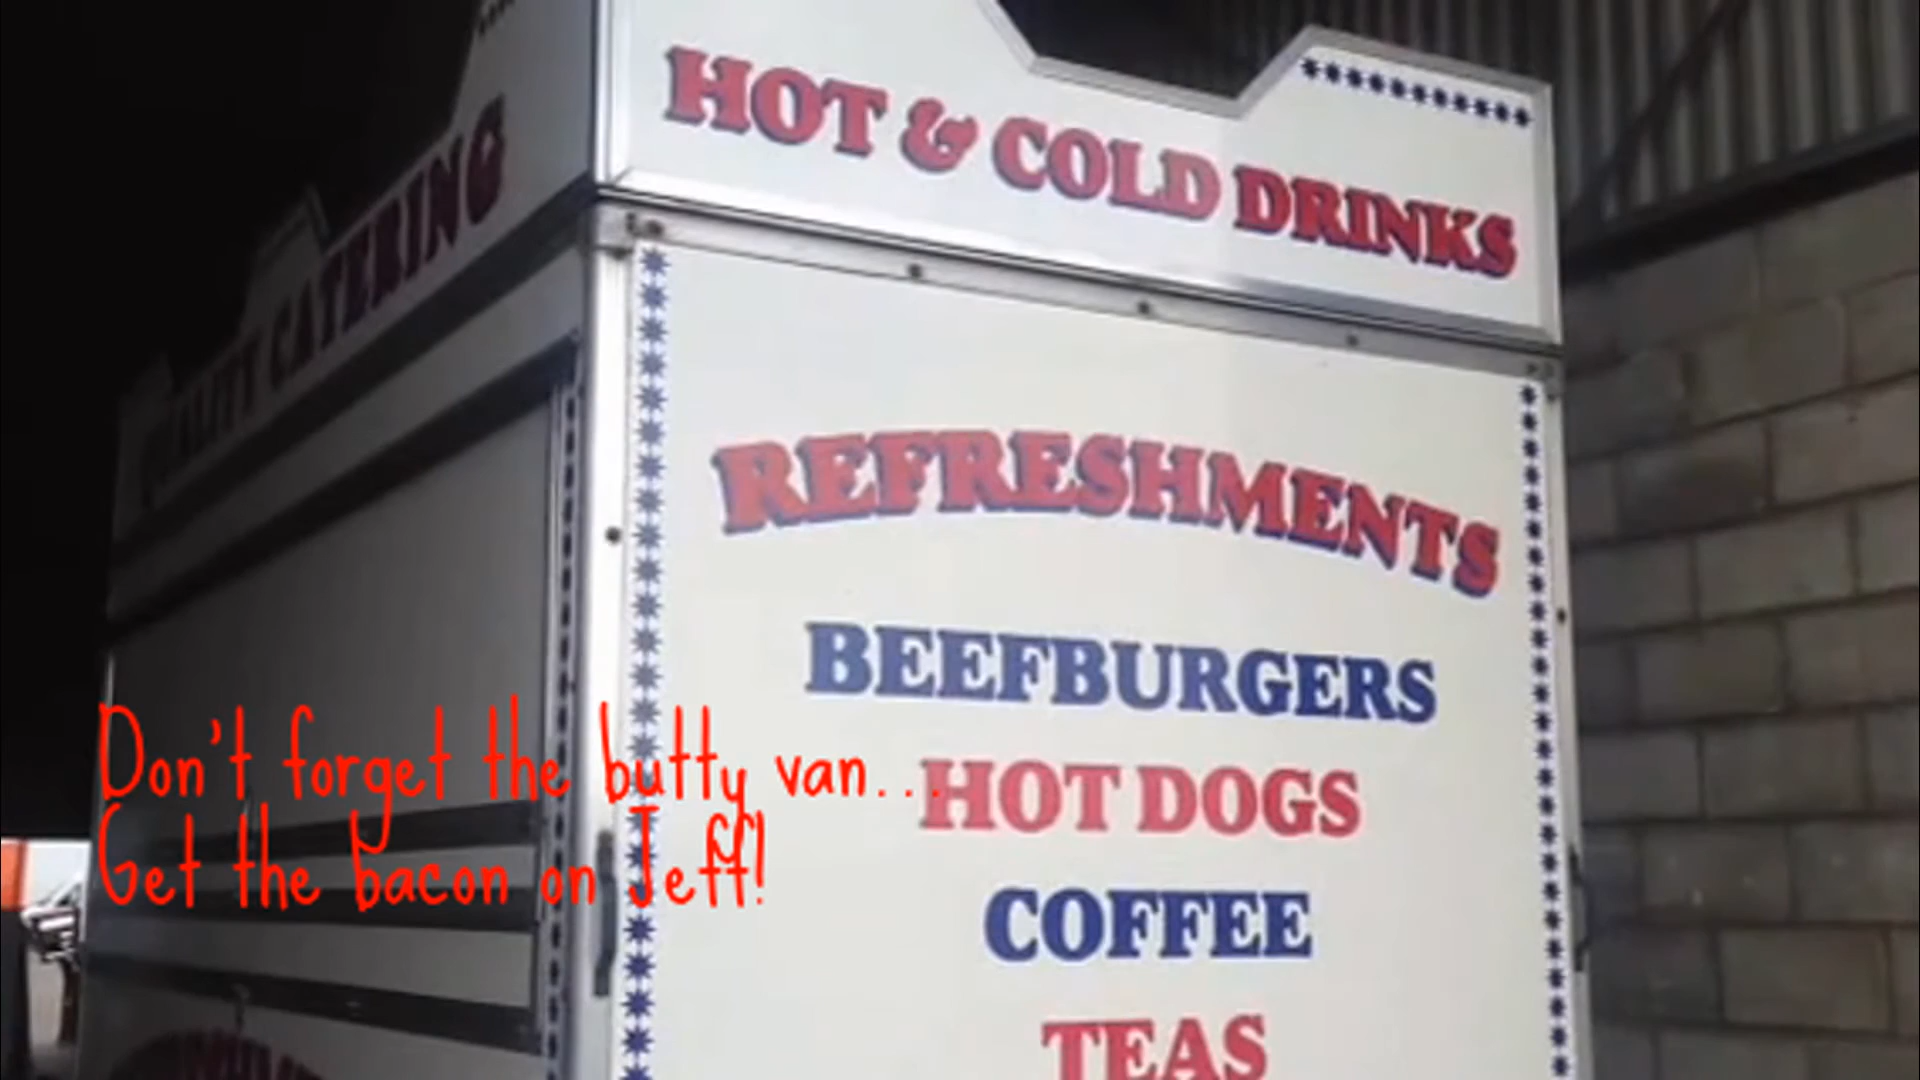 HOT & COLD DRINKS
QUALITY CATERING
REFRESHMENTS
BEEFBURGERS
HOT DOGS
COFFEE
TEAS
Don't forget the butty van...
Get the bacon on Jeff!